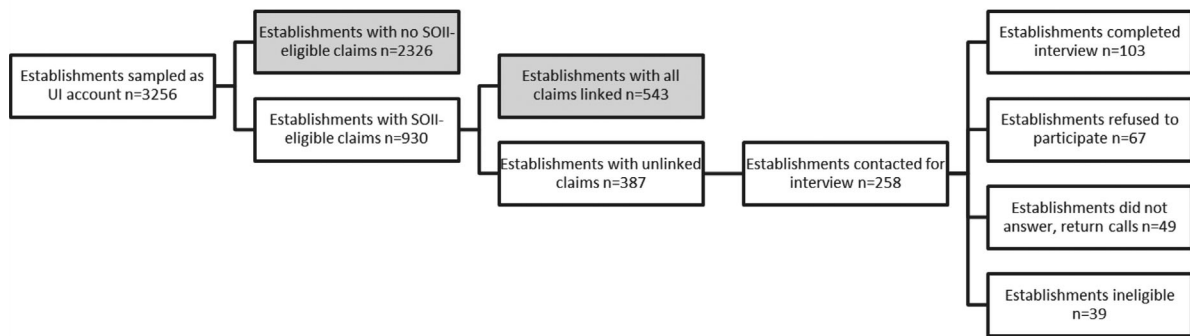 Establishments sampled as
UI account n=3256
Establishments with no SOII-
eligible claims n=2326
Establishments with SOII-
eligible claims n=930
Establishments with all
claims linked n=543
Establishments with unlinked
claims n=387
Establishments contacted for
interview n=258
Establishments completed
interview n=103
Establishments refused to
participate n=67
Establishments did not
answer, return calls n=49
Establishments ineligible
n=39